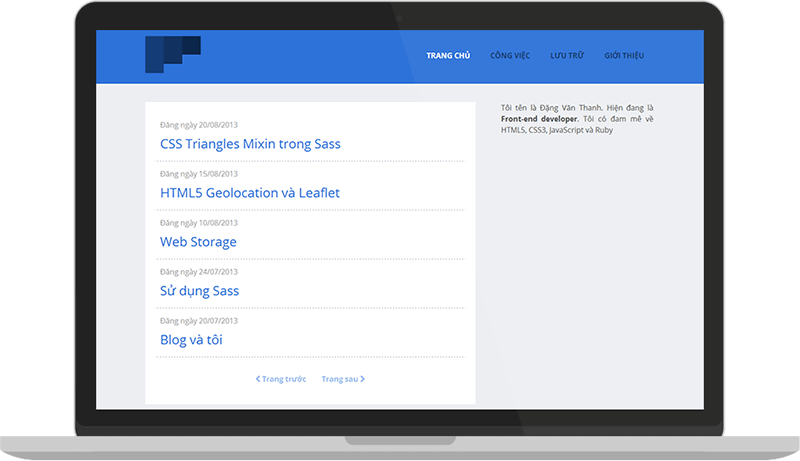 TRANG CHỦ CÔNG VIỆC LƯU TRỮ GIỚI THIỆU
Đăng ngày 20/08/2013
CSS Triangles Mixin trong Sass
Đăng ngày 15/08/2013
HTML5 Geolocation và Leaflet
Đăng ngày 10/08/2013
Web Storage
Đăng ngày 24/07/2013
Sử dụng Sass
Đăng ngày 20/07/2013
Blog và tôi
Trang trước Trang sau
Tôi tên là Đặng Văn Thanh. Hiện đang là
Front-end developer. Tôi có đam mê về
HTML5, CSS3, JavaScript và Ruby